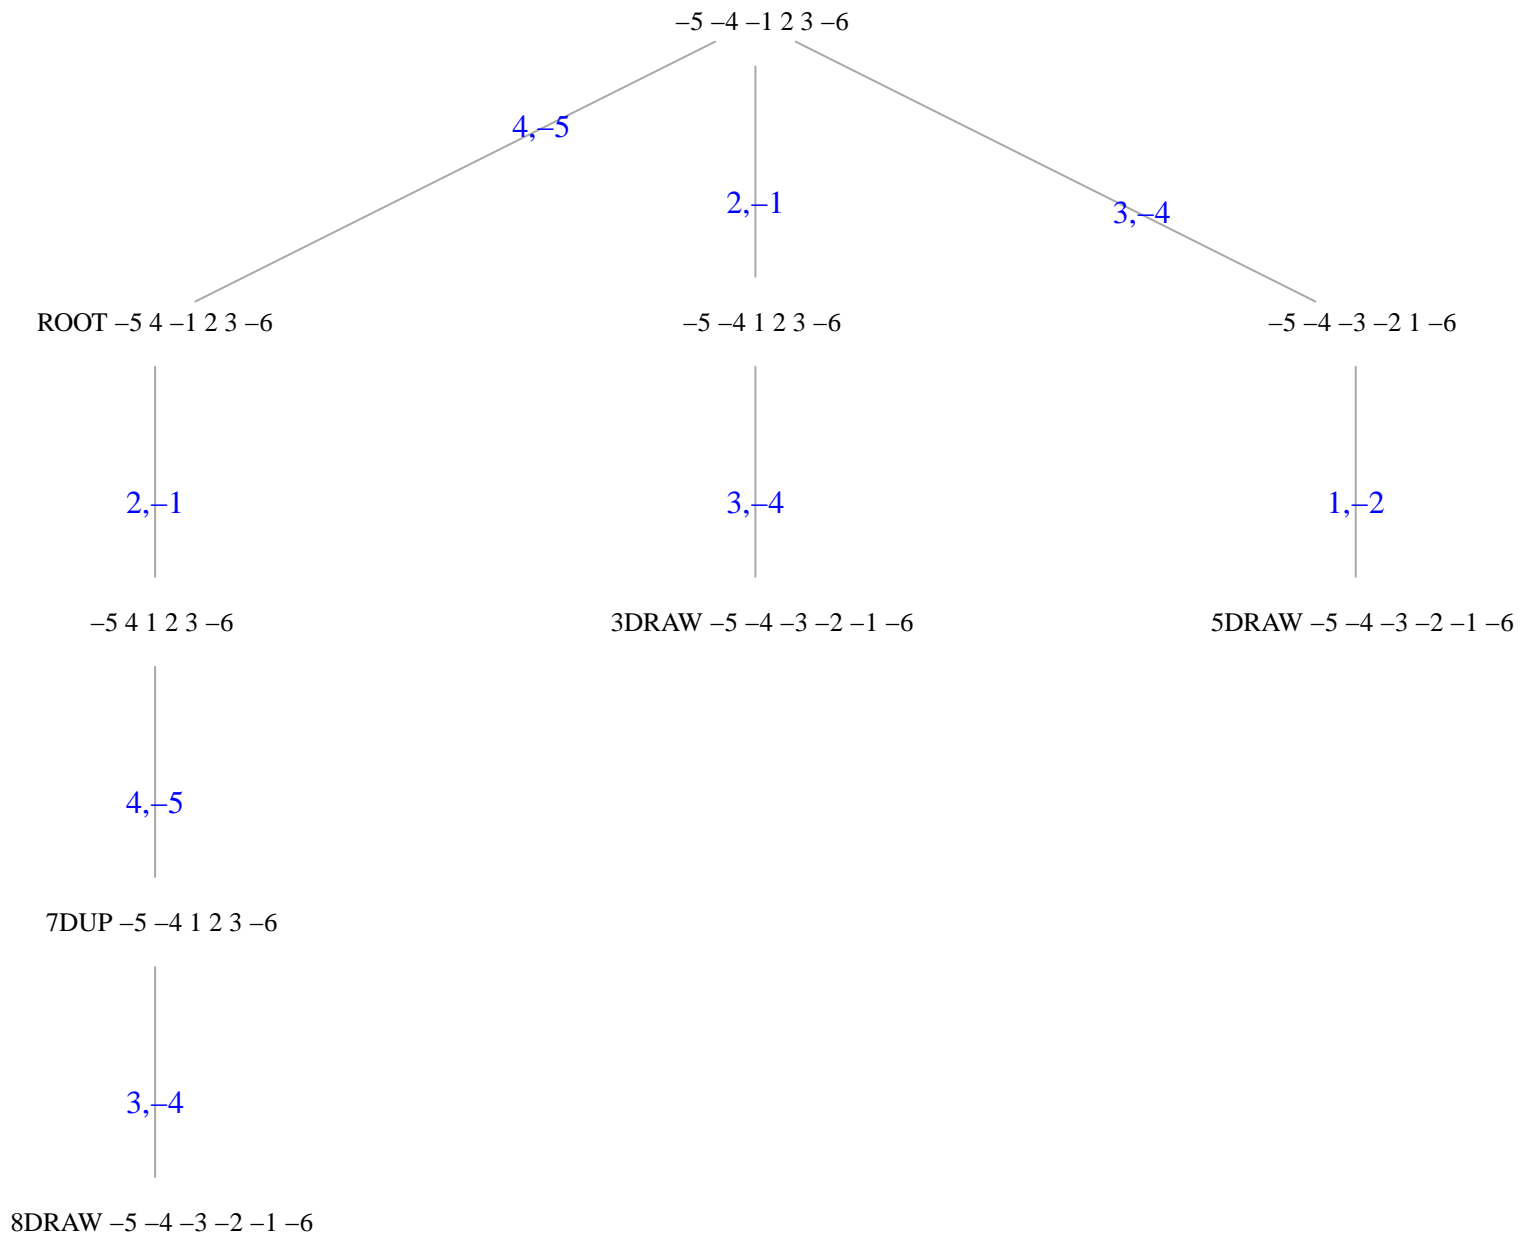 –5 –4 –1 2 3 –6
4,–5
2,–1
3,–4
ROOT –5 4 –1 2 3 –6
–5 –4 1 2 3 –6
–5 –4 –3 –2 1 –6
2,–1
3,–4
1,–2
–5 4 1 2 3 –6
3DRAW –5 –4 –3 –2 –1 –6
5DRAW –5 –4 –3 –2 –1 –6
4,–5
7DUP –5 –4 1 2 3 –6
3,–4
8DRAW –5 –4 –3 –2 –1 –6